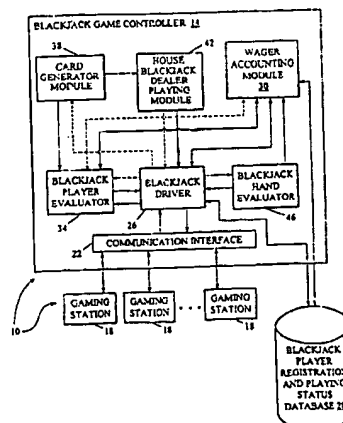 BLACKJACK GAME CONTROLLER 14
38
CARD
GENERATOR
MODULE
42
HOUSE
BLACKJACK
DEALER
PLAYING
MODULE
WAGER
ACCOUNTING
MODULE
30
BLACKJACK
PLAYER
EVALUATOR
34
BLACKJACK
DRIVER
26
BLACKJACK
HAND
EVALUATOR
46
22
COMMUNICATION INTERFACE
10
GAMING
STATION
18
GAMING
STATION
18
GAMING
STATION
18
BLACKJACK
PLAYER
REGISTRATION
AND PLAYING
STATUS
DATABASE